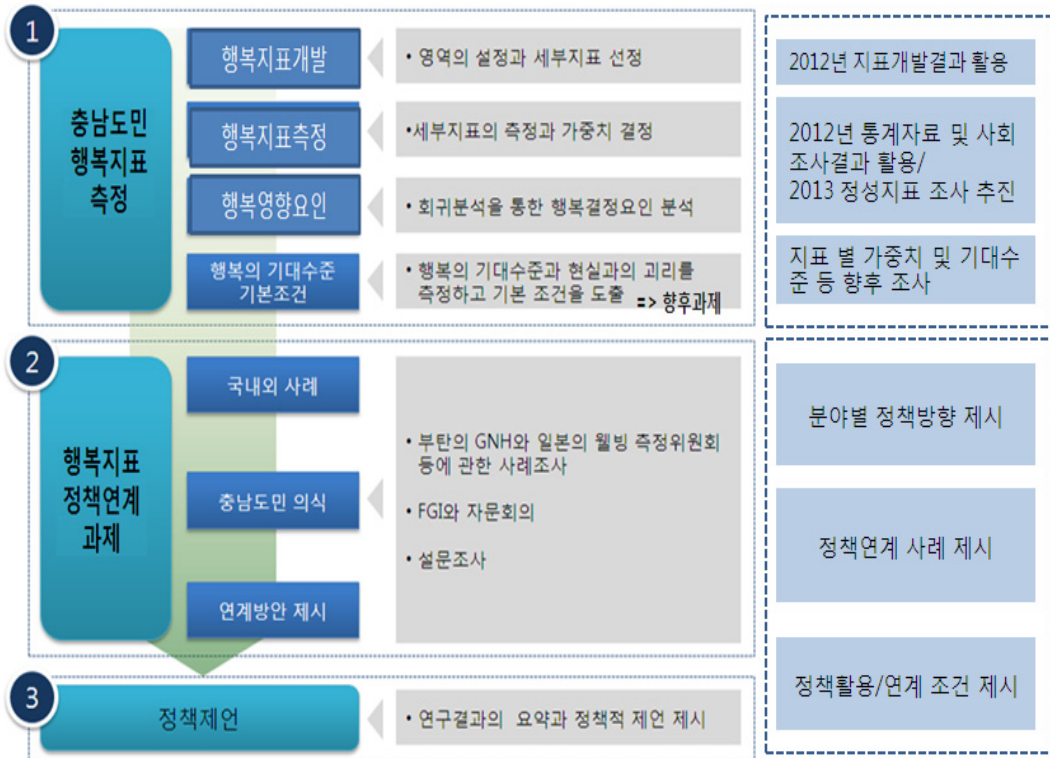 1
충남도민
행복지표
측정
행복지표개발
• 영역의 설정과 세부지표 선정
행복지표측정
•세부지표의 측정과 가중치 결정
행복영향요인
• 회귀분석을 통한 행복결정요인 분석
행복의 기대수준
기본조건
• 행복의 기대수준과 현실과의 괴리를
측정하고 기본 조건을 도출 => 향후과제
2012년 지표개발결과 활용
2012년 통계자료 및 사회
조사결과 활용/
2013 정성지표 조사 추진
지표 별 가중치 및 기대수
준 등 향후 조사
2
행복지표
정책연계
과제
국내외 사례
충남도민 의식
연계방안 제시
• 부탄의 GNH와 일본의 웰빙 측정위원회
등에 관한 사례조사
• FGI와 자문회의
• 설문조사
분야별 정책방향 제시
정책연계 사례 제시
정책활용/연계 조건 제시
3
정책제언
• 연구결과의 요약과 정책적 제언 제시